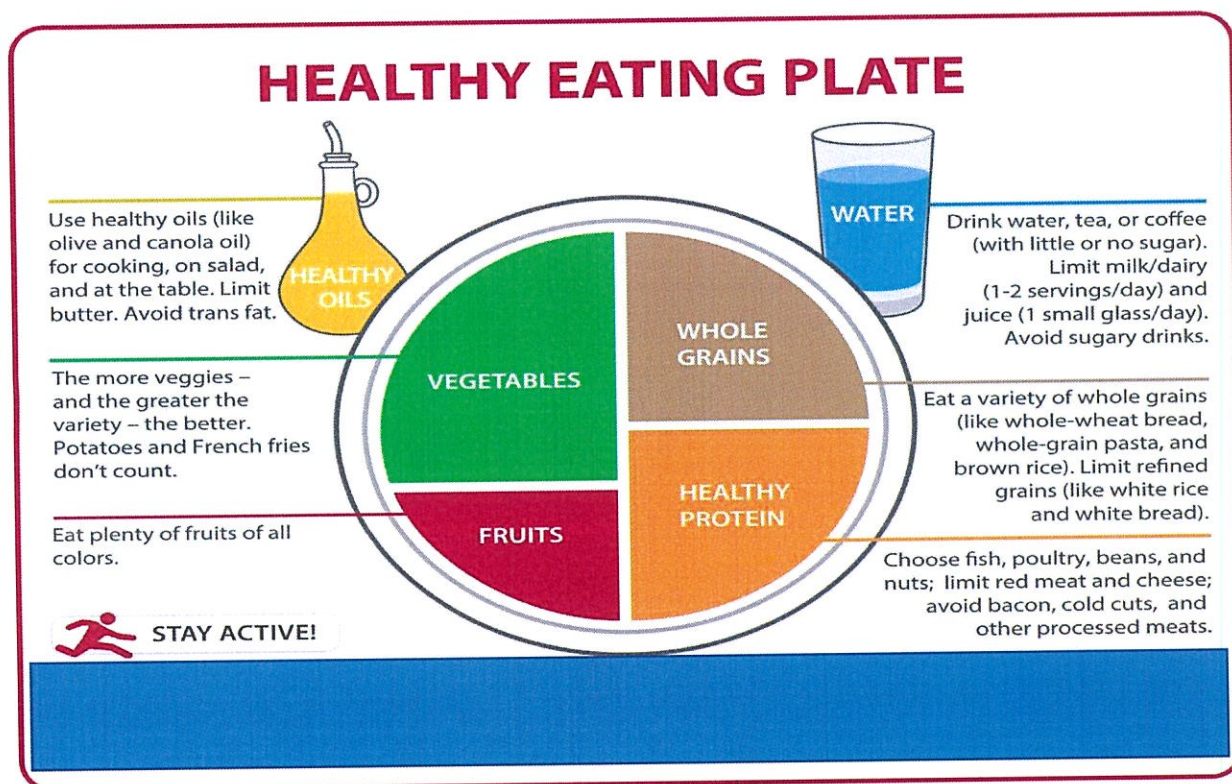 HEALTHY EATING PLATE
Use healthy oils (like
olive and canola oil)
for cooking, on salad,
and at the table. Limit
butter. Avoid trans fat.
HEALTHY
OILS
WATER
Drink water, tea, or coffee
(with little or no sugar).
Limit milk/dairy
(1-2 servings/day) and
juice (1 small glass/day).
Avoid sugary drinks.
The more veggies –
and the greater the
variety – the better.
Potatoes and French fries
don't count.
VEGETABLES
WHOLE
GRAINS
Eat a variety of whole grains
(like whole-wheat bread,
whole-grain pasta, and
brown rice). Limit refined
grains (like white rice
and white bread).
Eat plenty of fruits of all
colors.
FRUITS
HEALTHY
PROTEIN
Choose fish, poultry, beans, and
nuts; limit red meat and cheese;
avoid bacon, cold cuts, and
other processed meats.
STAY ACTIVE!